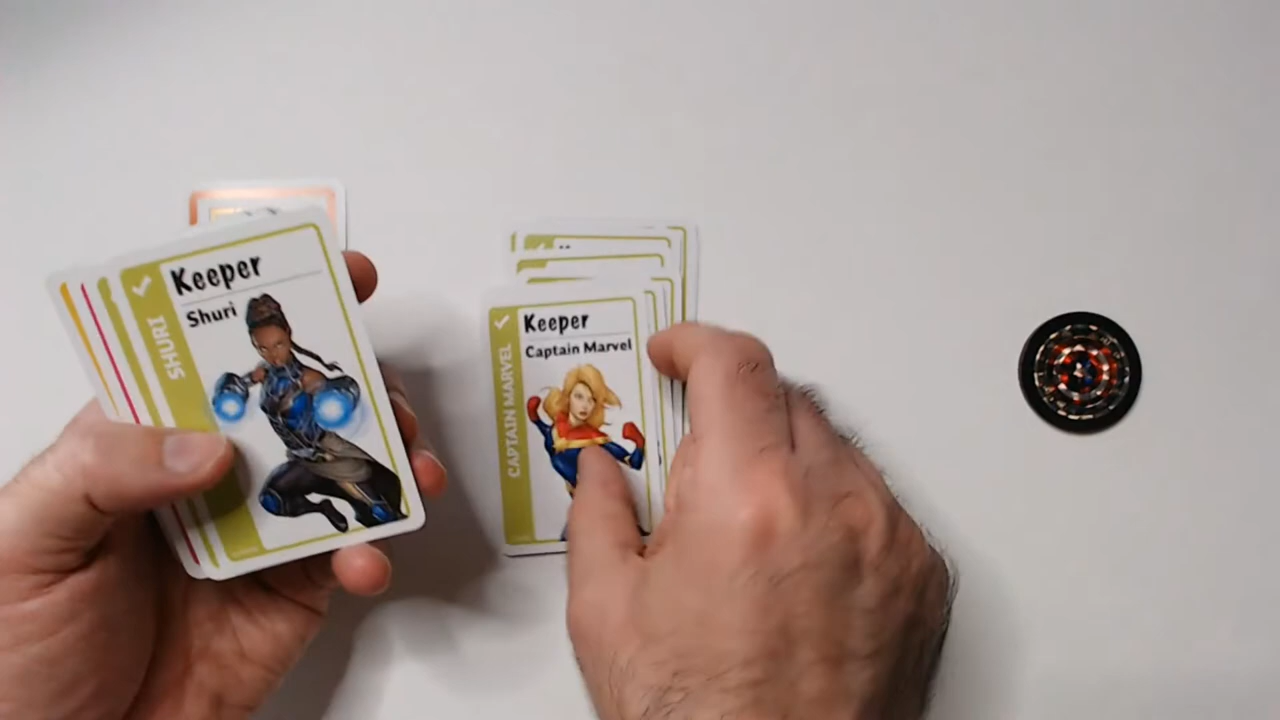 Keeper
Shuri
SHURI
Keeper
Captain Marvel
CAPTAIN MARVEL